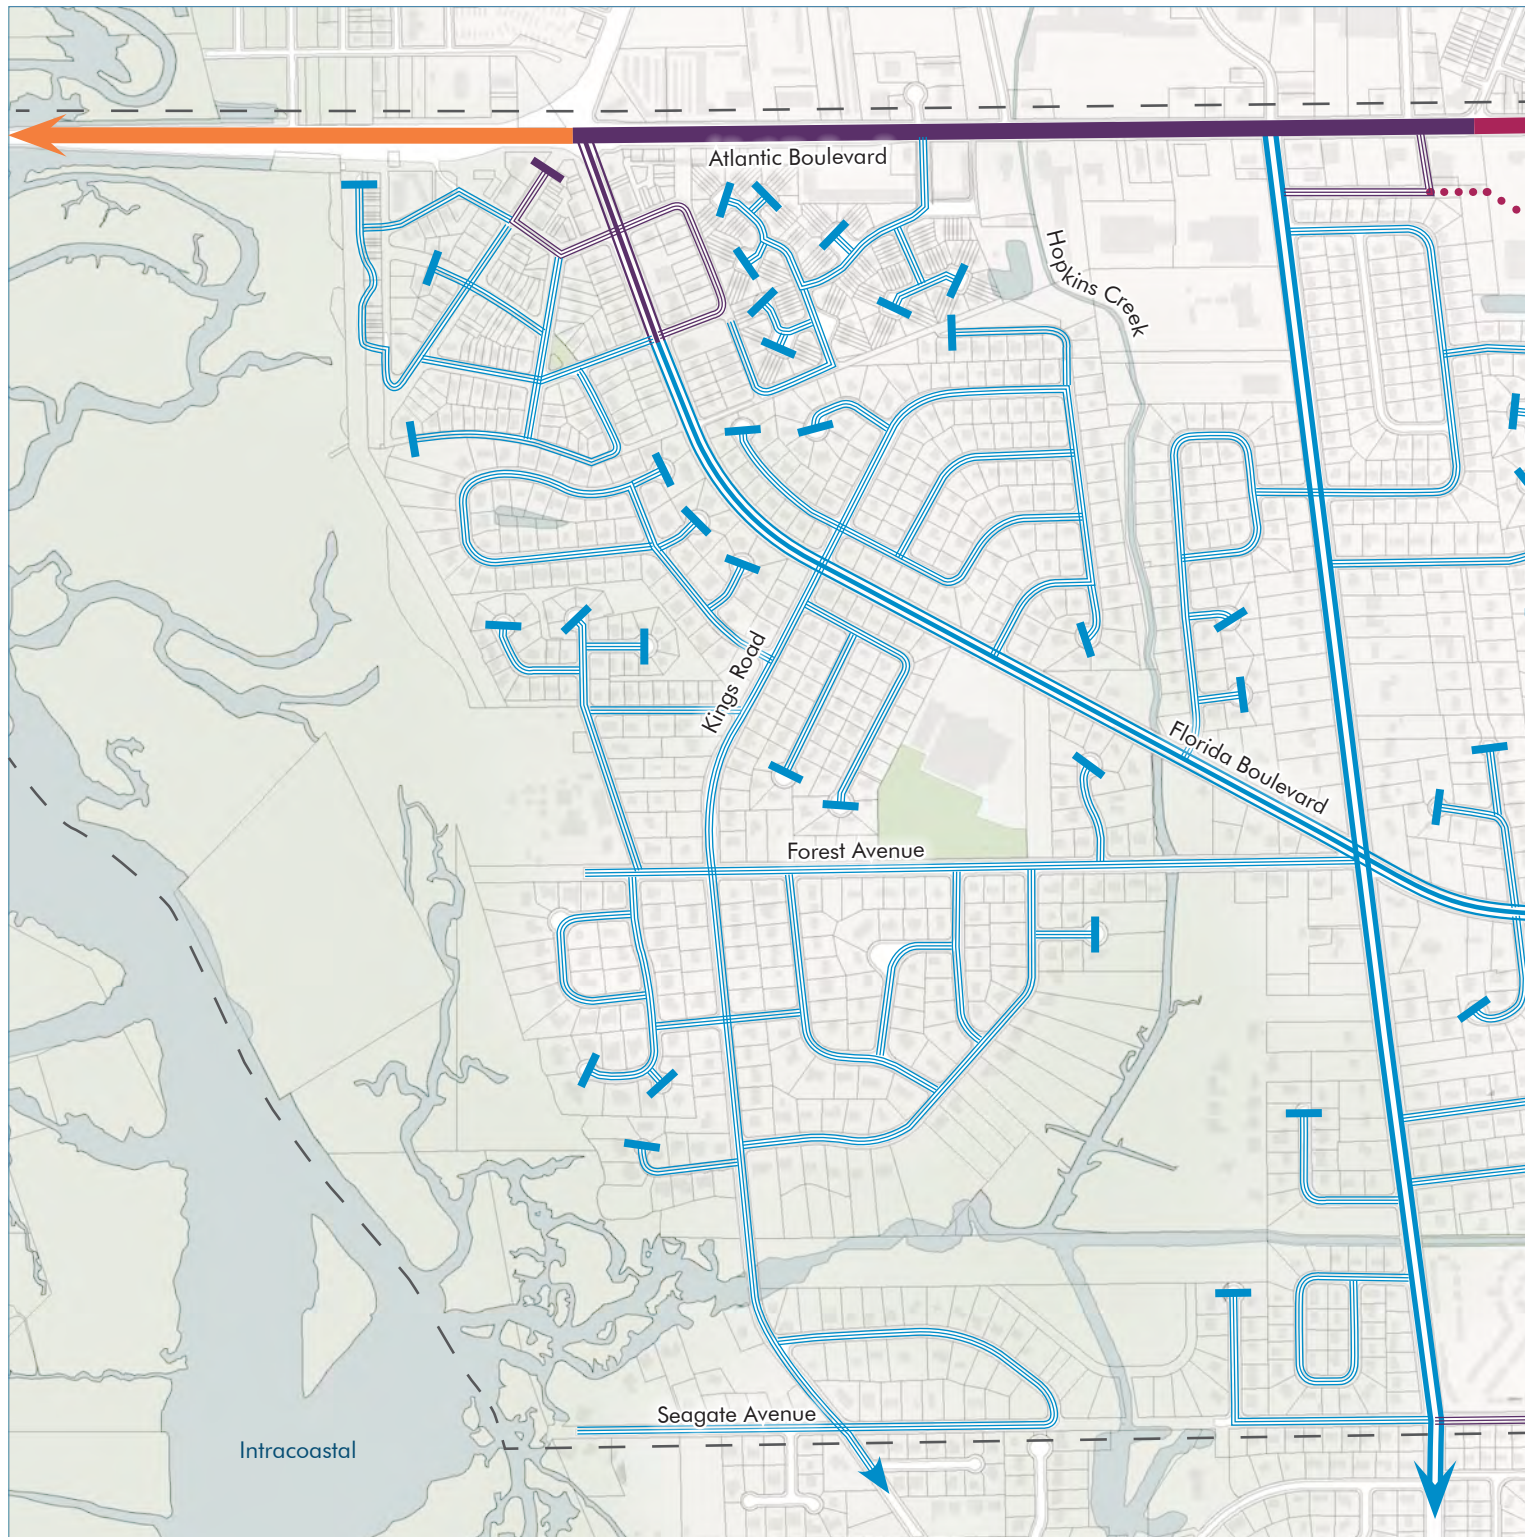 Atlantic Boulevard
Hopkins Creek
Kings Road
Florida Boulevard
Forest Avenue
Seagate Avenue
Intracoastal